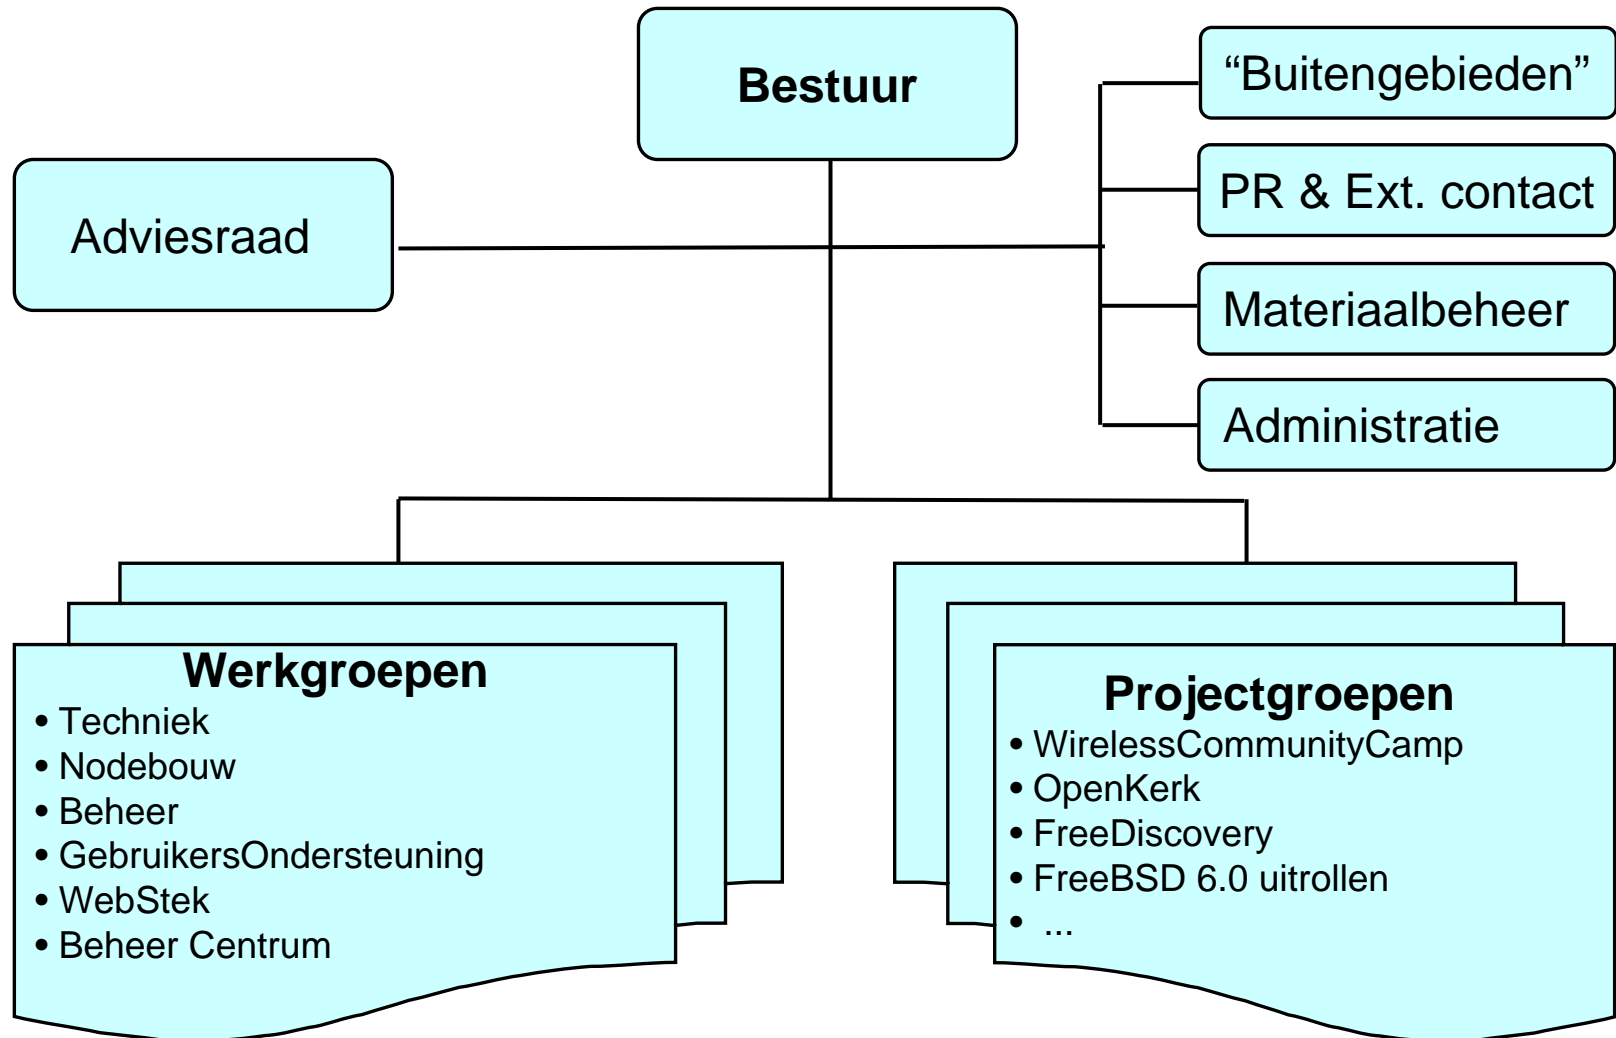 Bestuur
Adviesraad
“Buitengebieden”
PR & Ext. contact
Materiaalbeheer
Administratie
Werkgroepen
• Techniek
• Nodebouw
• Beheer
• GebruikersOndersteuning
• WebStek
• Beheer Centrum
Projectgroepen
• WirelessCommunityCamp
• OpenKerk
• FreeDiscovery
• FreeBSD 6.0 uitrollen
• ...